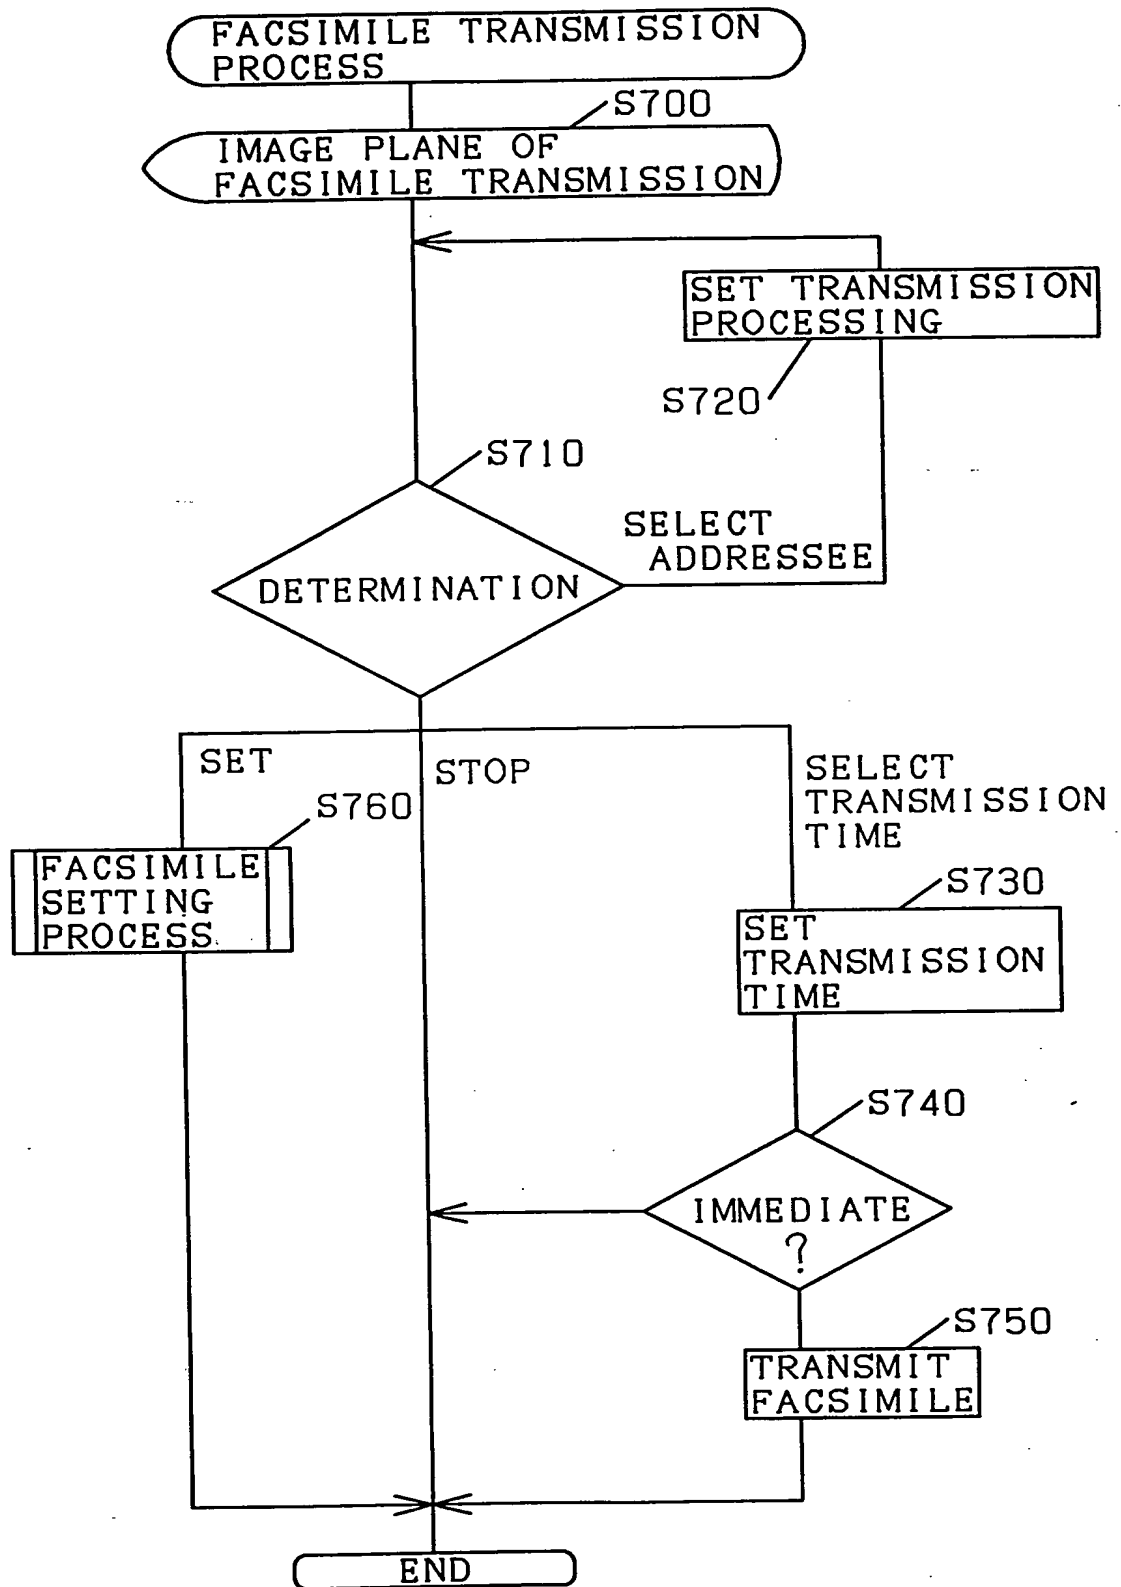 FACSIMILE TRANSMISSION
PROCESS
S700
IMAGE PLANE OF
FACSIMILE TRANSMISSION
SET TRANSMISSION
PROCESSING
S720
S710
SELECT
ADDRESSEE
DETERMINATION
SET
STOP
SELECT
TRANSMISSION
TIME
S760
FACSIMILE
SETTING
PROCESS
S730
SET
TRANSMISSION
TIME
S740
IMMEDIATE
?
S750
TRANSMIT
FACSIMILE
END